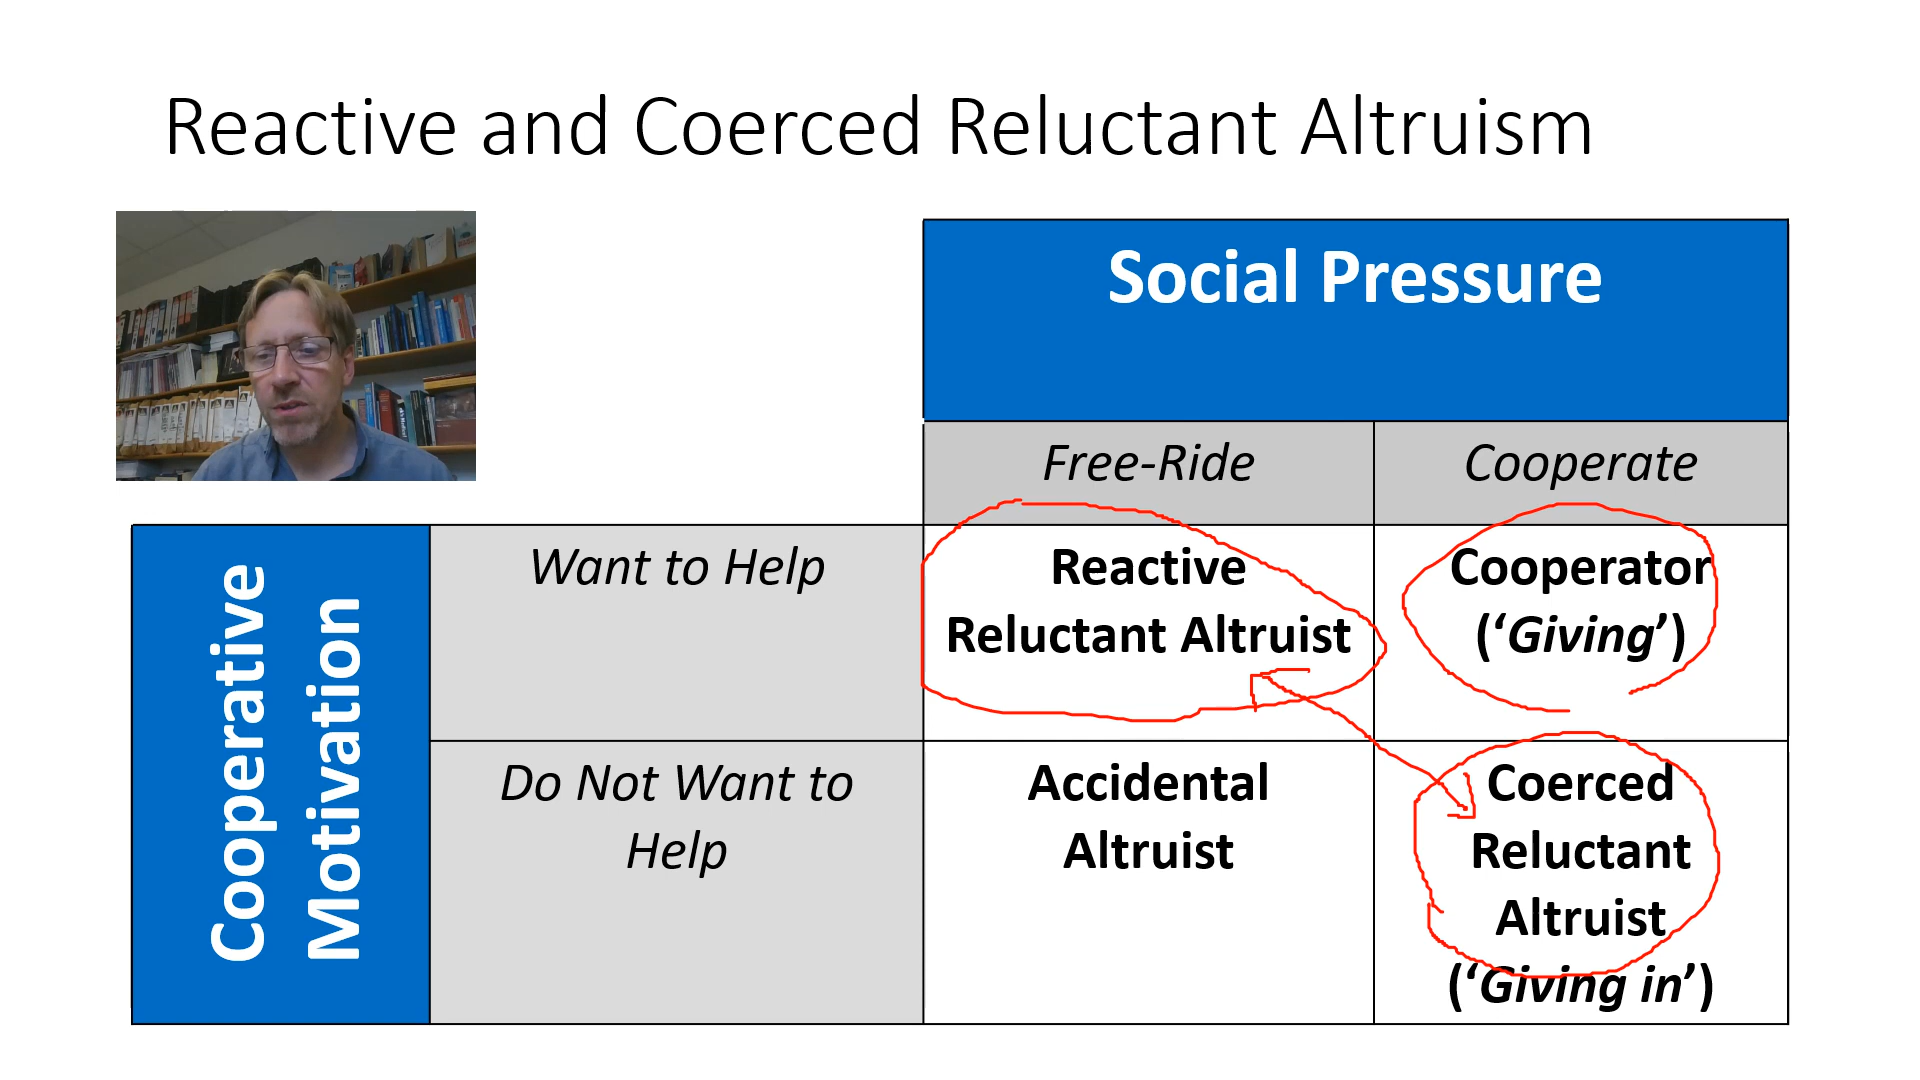 Reactive and Coerced Reluctant Altruism
Social Pressure
Free-Ride
Cooperate
Cooperative
Motivation
Want to Help
Reactive
Reluctant Altruist
Cooperator
(‘Giving’)
Do Not Want to
Help
Accidental
Altruist
Coerced
Reluctant
Altruist
(‘Giving in’)